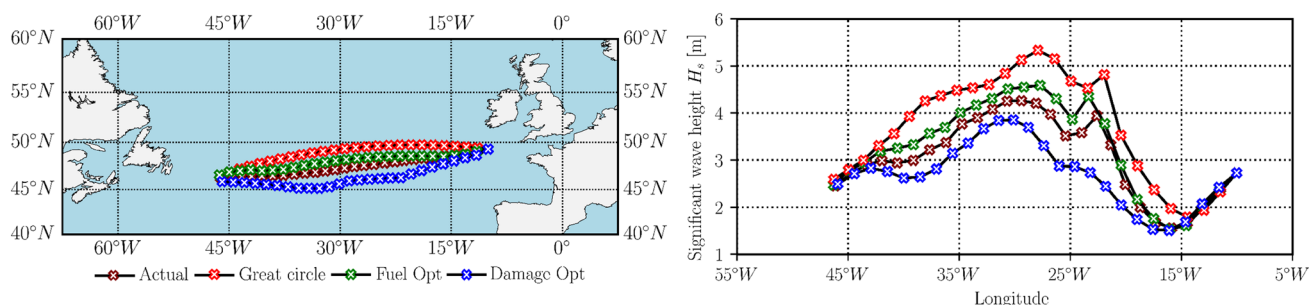 60°W 45°W 30°W 15°W 0°
60°N 60°N
55°N 55°N
50°N 50°N
45°N 45°N
40°N 40°N
60°W 45°W 30°W 15°W 0°
Actual Great circle Fuel Opt Damage Opt
Significant wave height H_s [m]
6
5
4
3
2
1
55°W 45°W 35°W 25°W 15°W 5°W
Longitude